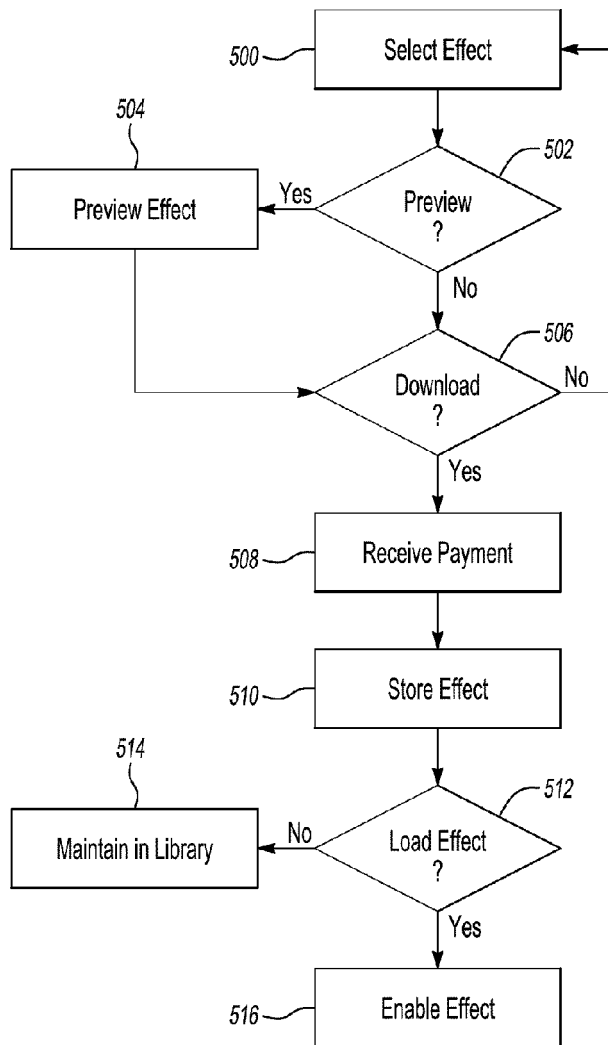 500
Select Effect
504
502
Preview Effect
Yes
Preview
?
No
506
Download
?
No
Yes
508
Receive Payment
510
Store Effect
514
512
Maintain in Library
No
Load Effect
?
Yes
516
Enable Effect